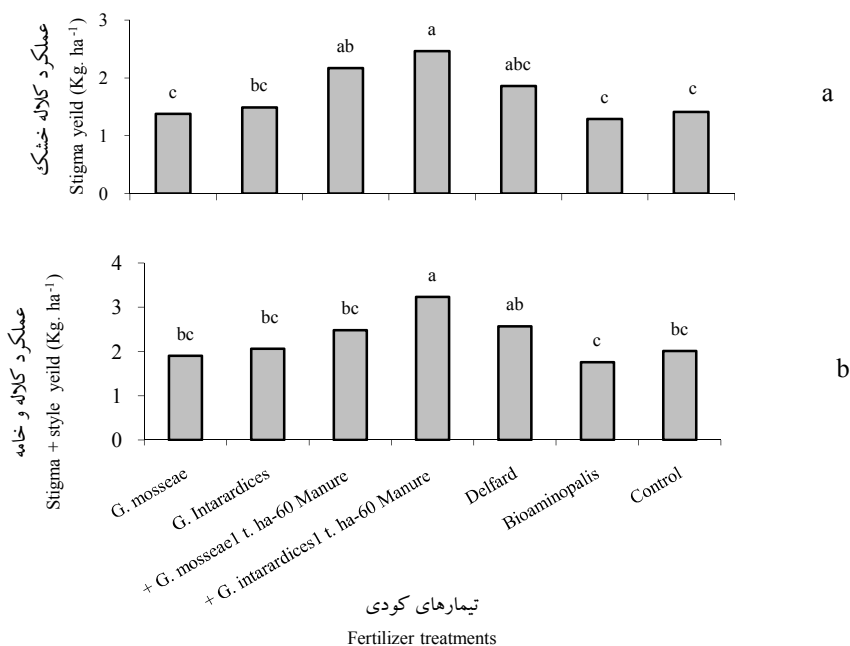 3
2
1
0
عملکرد کلاله خشک
Stigma yeild (Kg. ha-1)
c
bc
ab
a
abc
c
c
a
4
3
2
1
0
عملکرد کلاله و خامه
Stigma + style yeild (Kg. ha-1)
bc
bc
bc
a
ab
c
bc
b
G. mosseae
G. Intarardices
+ G. mosseae1 t. ha-60 Manure
+ G. intarardices1 t. ha-60 Manure
Delfard
Bioaminopalis
Control
تیمارهای کودی
Fertilizer treatments